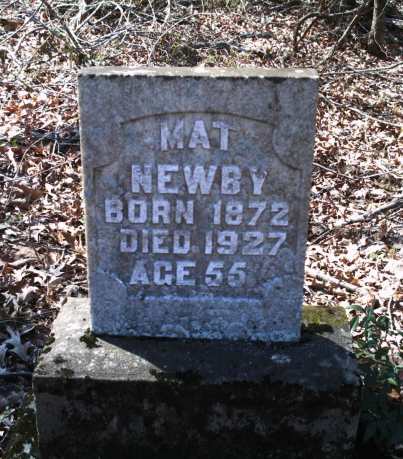 MAT
NEWBY
BORN 1872
DIED 1927
AGE 55